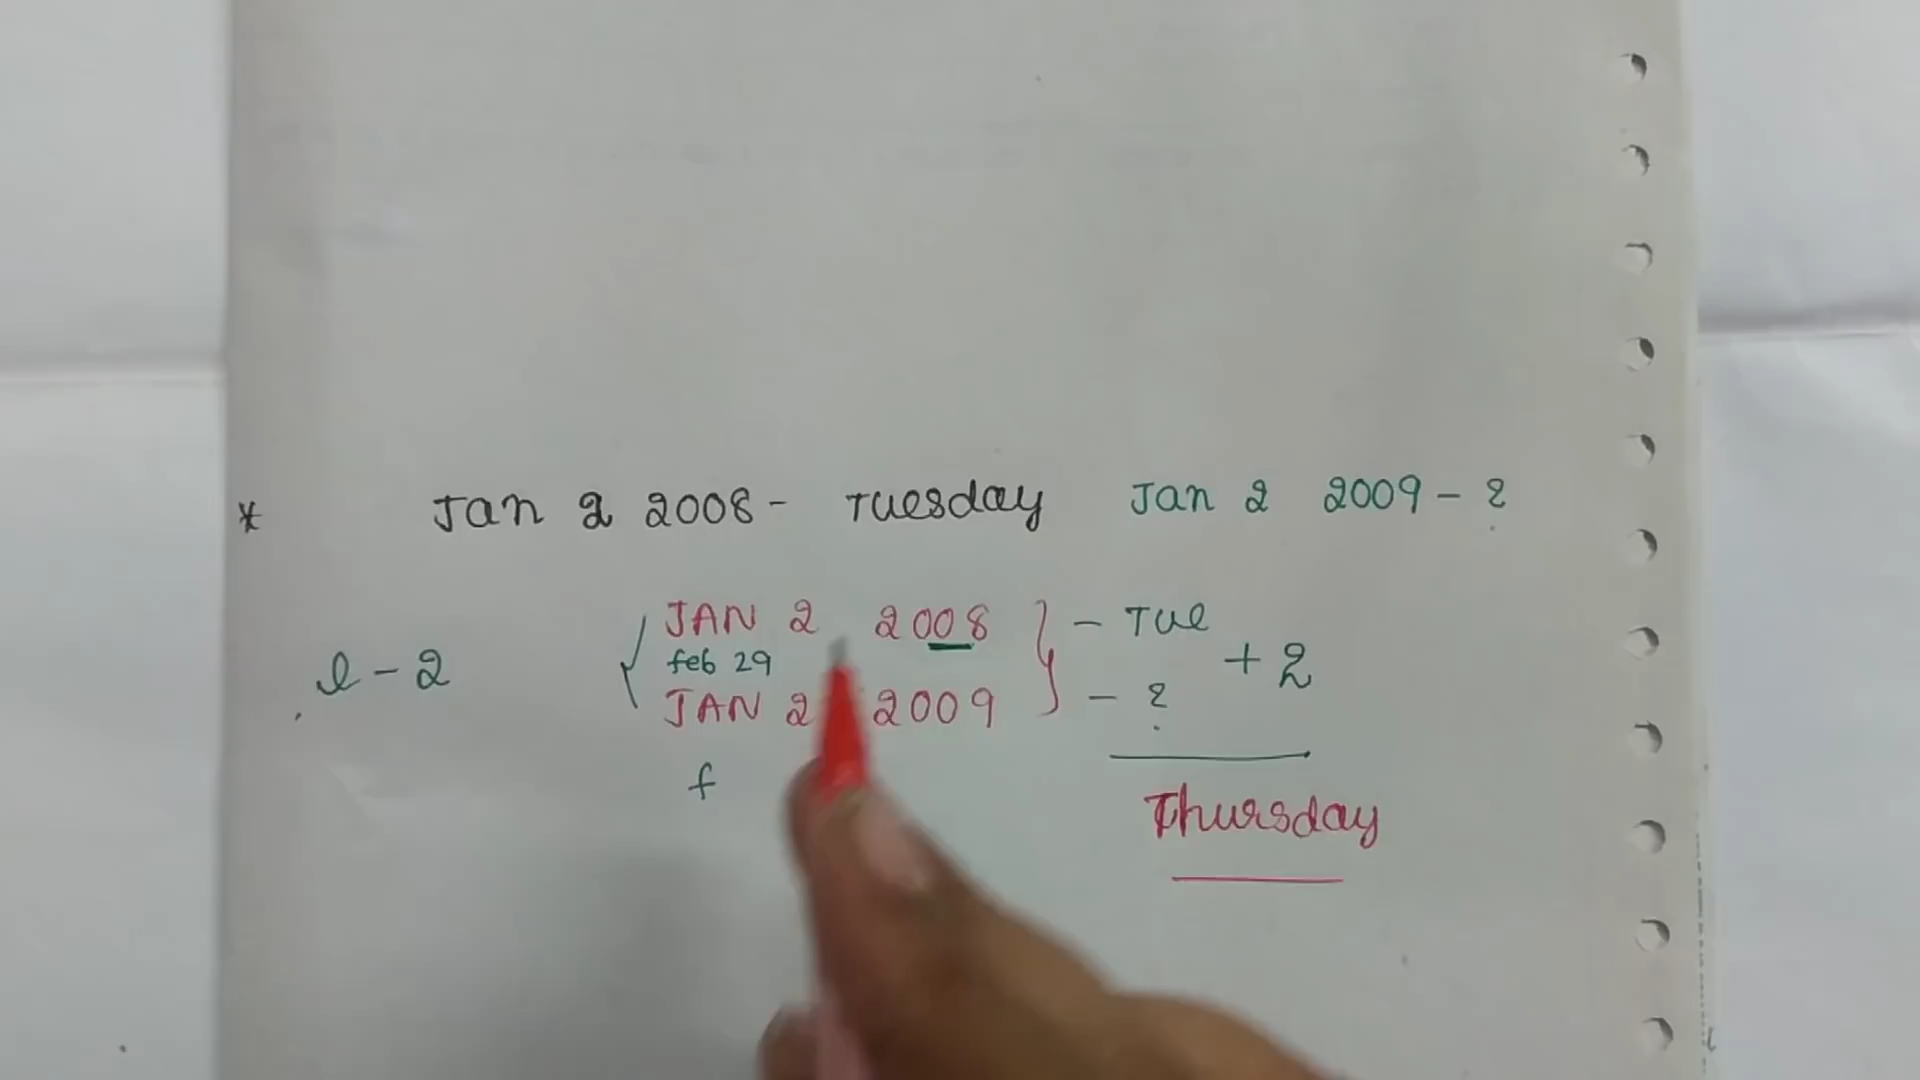 * Jan 2 2008 - Tuesday Jan 2 2009 - ?
JAN 2 2008 - Tue
l - 2 feb 29 + 2
JAN 2 2009 - ?
f
Thursday